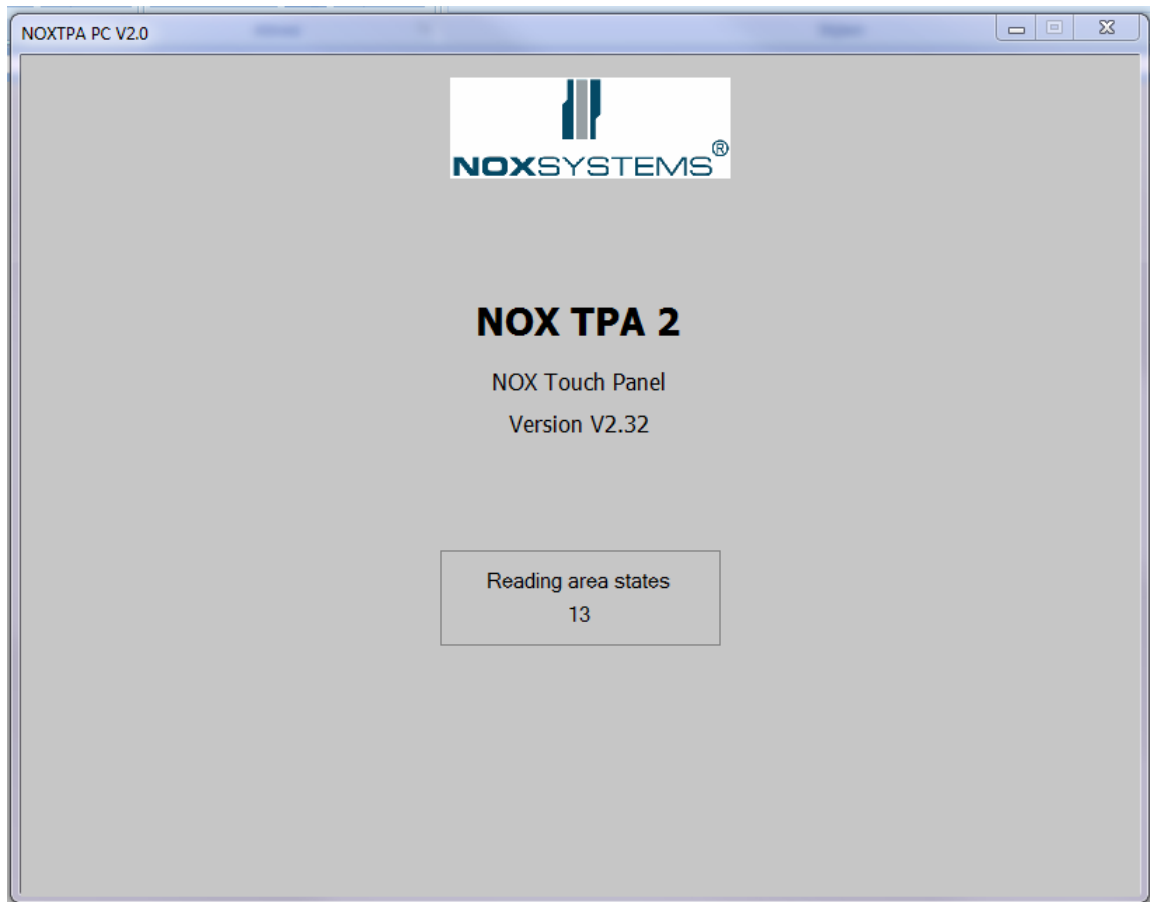 NOXTPA PC V2.0
NOXSYSTEMS®
NOX TPA 2
NOX Touch Panel
Version V2.32
Reading area states
13